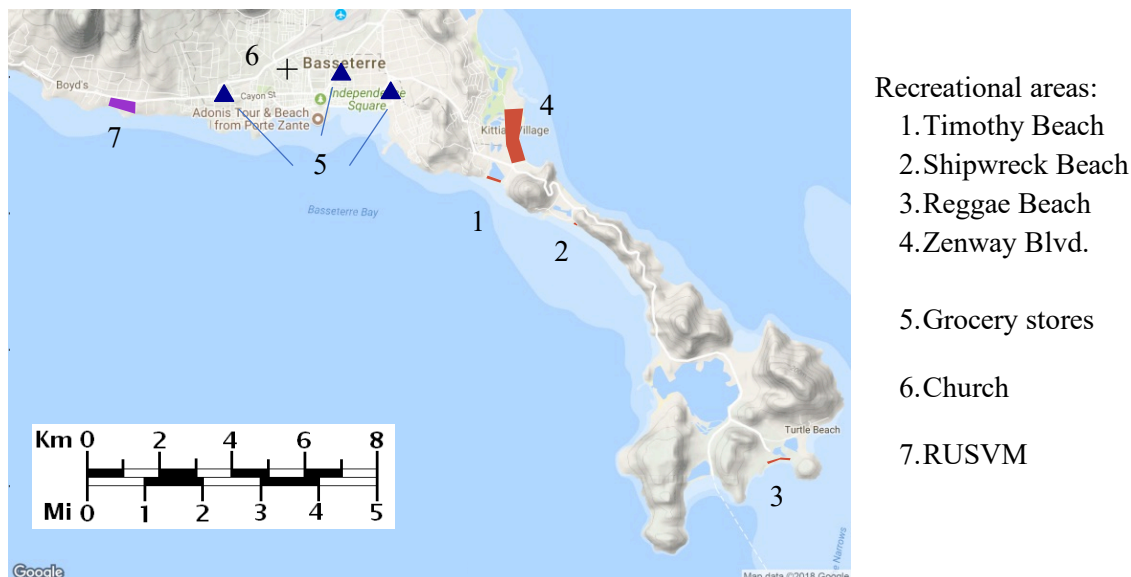 6
Basseterre
Boyd's
Cayon St
Independence
Square
Adonis Tour & Beach
from Porte Zante
4
Kittian Village
7
5
Basseterre Bay
1
2
Turtle Beach
3
Km 0 2 4 6 8
Mi 0 1 2 3 4 5
Narrows
Google
Map data ©2018 Google
Recreational areas:
1.Timothy Beach
2.Shipwreck Beach
3.Reggae Beach
4.Zenway Blvd.
5.Grocery stores
6.Church
7.RUSVM